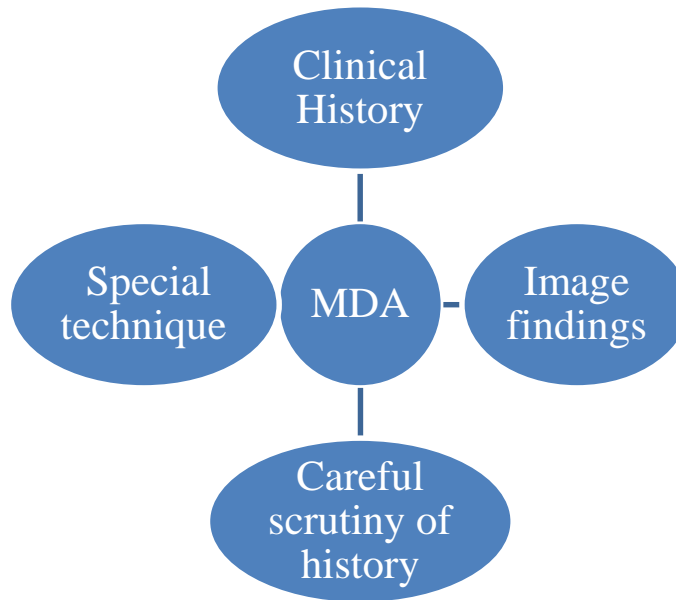 Clinical
History
Special
technique
MDA
Image
findings
Careful
scrutiny of
history